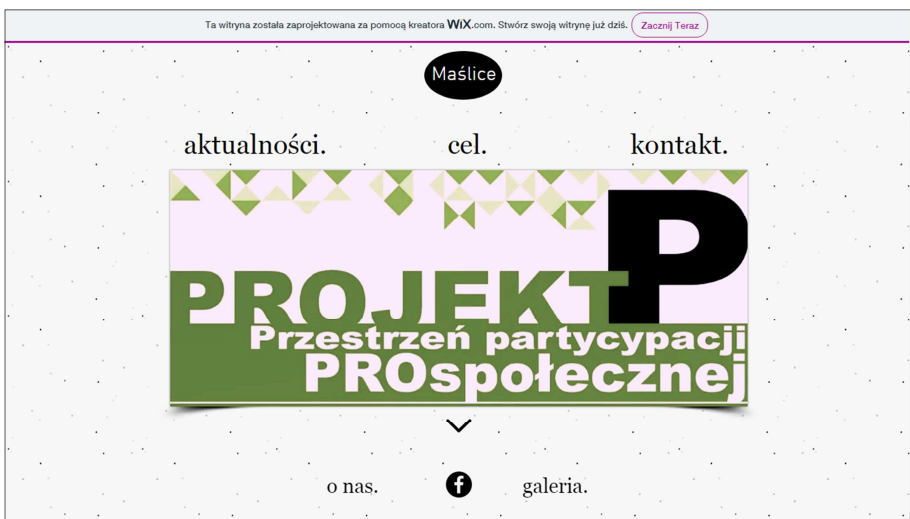 Ta witryna została zaprojektowana za pomocą kreatora WiX.com. Stwórz swoją witrynę już dziś. Zacznij Teraz
Maślice
aktualności. cel. kontakt.
P
PROJEKT
Przestrzeń partycypacji
PROspołecznej
o nas. f galeria.